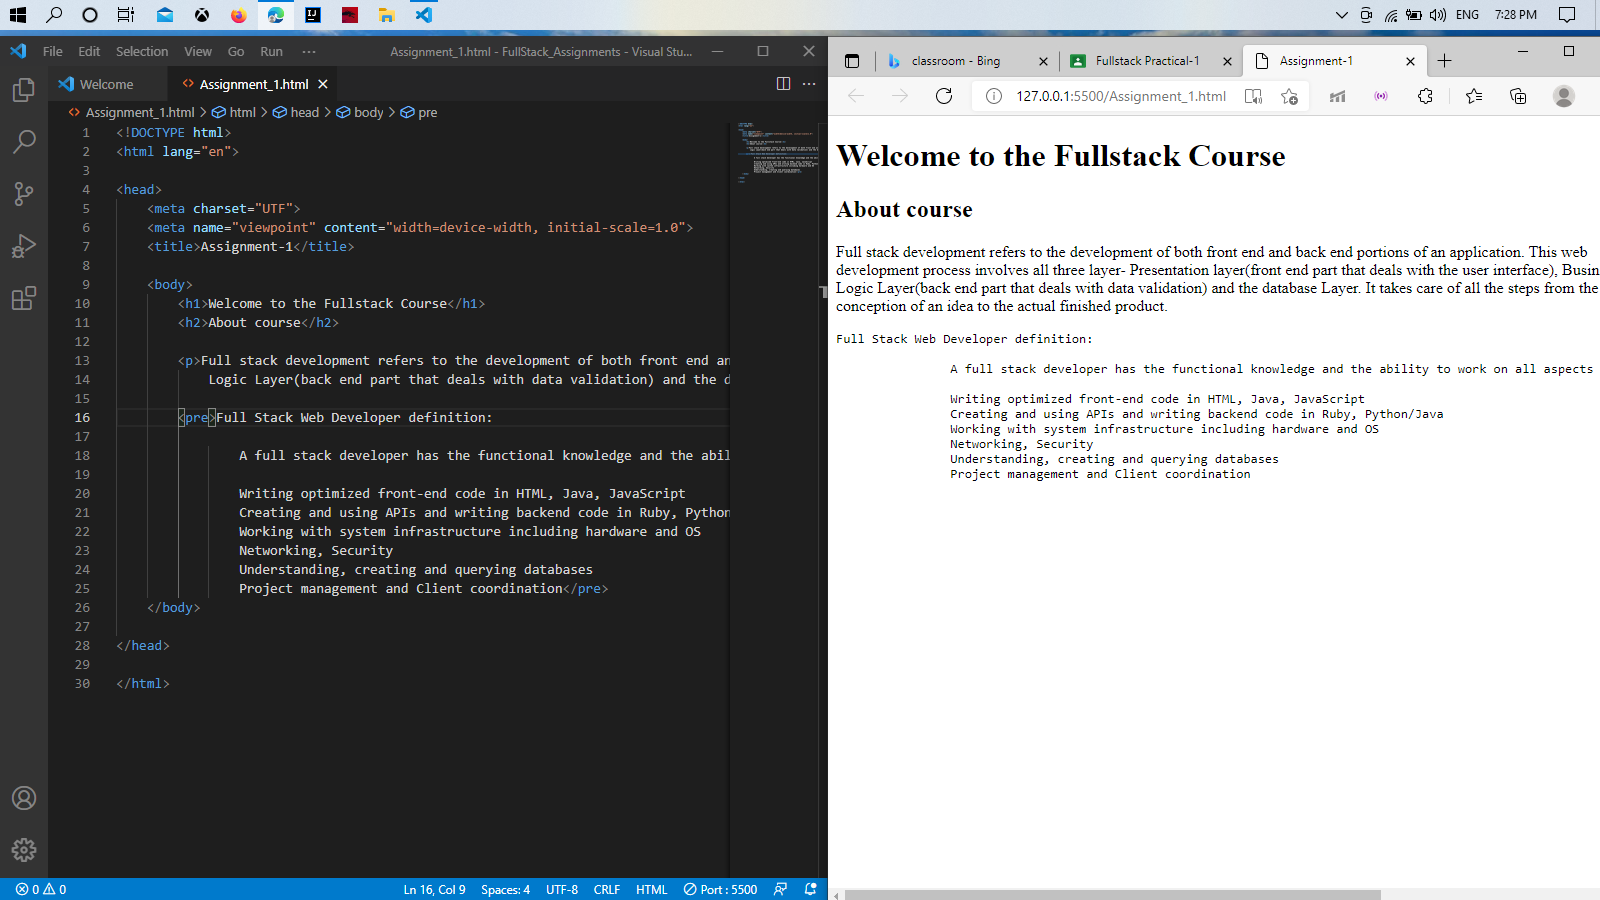 ENG 7:28 PM
File Edit Selection View Go Run ··· Assignment_1.html - FullStack_Assignments - Visual Stu...
Welcome Assignment_1.html
Assignment_1.html > html > head > body > pre
1 <!DOCTYPE html>
2 <html lang="en">
3
4 <head>
5 <meta charset="UTF">
6 <meta name="viewpoint" content="width=device-width, initial-scale=1.0">
7 <title>Assignment-1</title>
8
9 <body>
10 <h1>Welcome to the Fullstack Course</h1>
11 <h2>About course</h2>
12
13 <p>Full stack development refers to the development of both front end an
14 Logic Layer(back end part that deals with data validation) and the d
15
16 <pre>Full Stack Web Developer definition:
17
18 A full stack developer has the functional knowledge and the abil
19
20 Writing optimized front-end code in HTML, Java, JavaScript
21 Creating and using APIs and writing backend code in Ruby, Python
22 Working with system infrastructure including hardware and OS
23 Networking, Security
24 Understanding, creating and querying databases
25 Project management and Client coordination</pre>
26 </body>
27
28 </head>
29
30 </html>
0 0 Ln 16, Col 9 Spaces: 4 UTF-8 CRLF HTML Port : 5500
classroom - Bing Fullstack Practical-1 Assignment-1
127.0.0.1:5500/Assignment_1.html
Welcome to the Fullstack Course
About course
Full stack development refers to the development of both front end and back end portions of an application. This web
development process involves all three layer- Presentation layer(front end part that deals with the user interface), Busin
Logic Layer(back end part that deals with data validation) and the database Layer. It takes care of all the steps from the
conception of an idea to the actual finished product.
Full Stack Web Developer definition:
A full stack developer has the functional knowledge and the ability to work on all aspects
Writing optimized front-end code in HTML, Java, JavaScript
Creating and using APIs and writing backend code in Ruby, Python/Java
Working with system infrastructure including hardware and OS
Networking, Security
Understanding, creating and querying databases
Project management and Client coordination